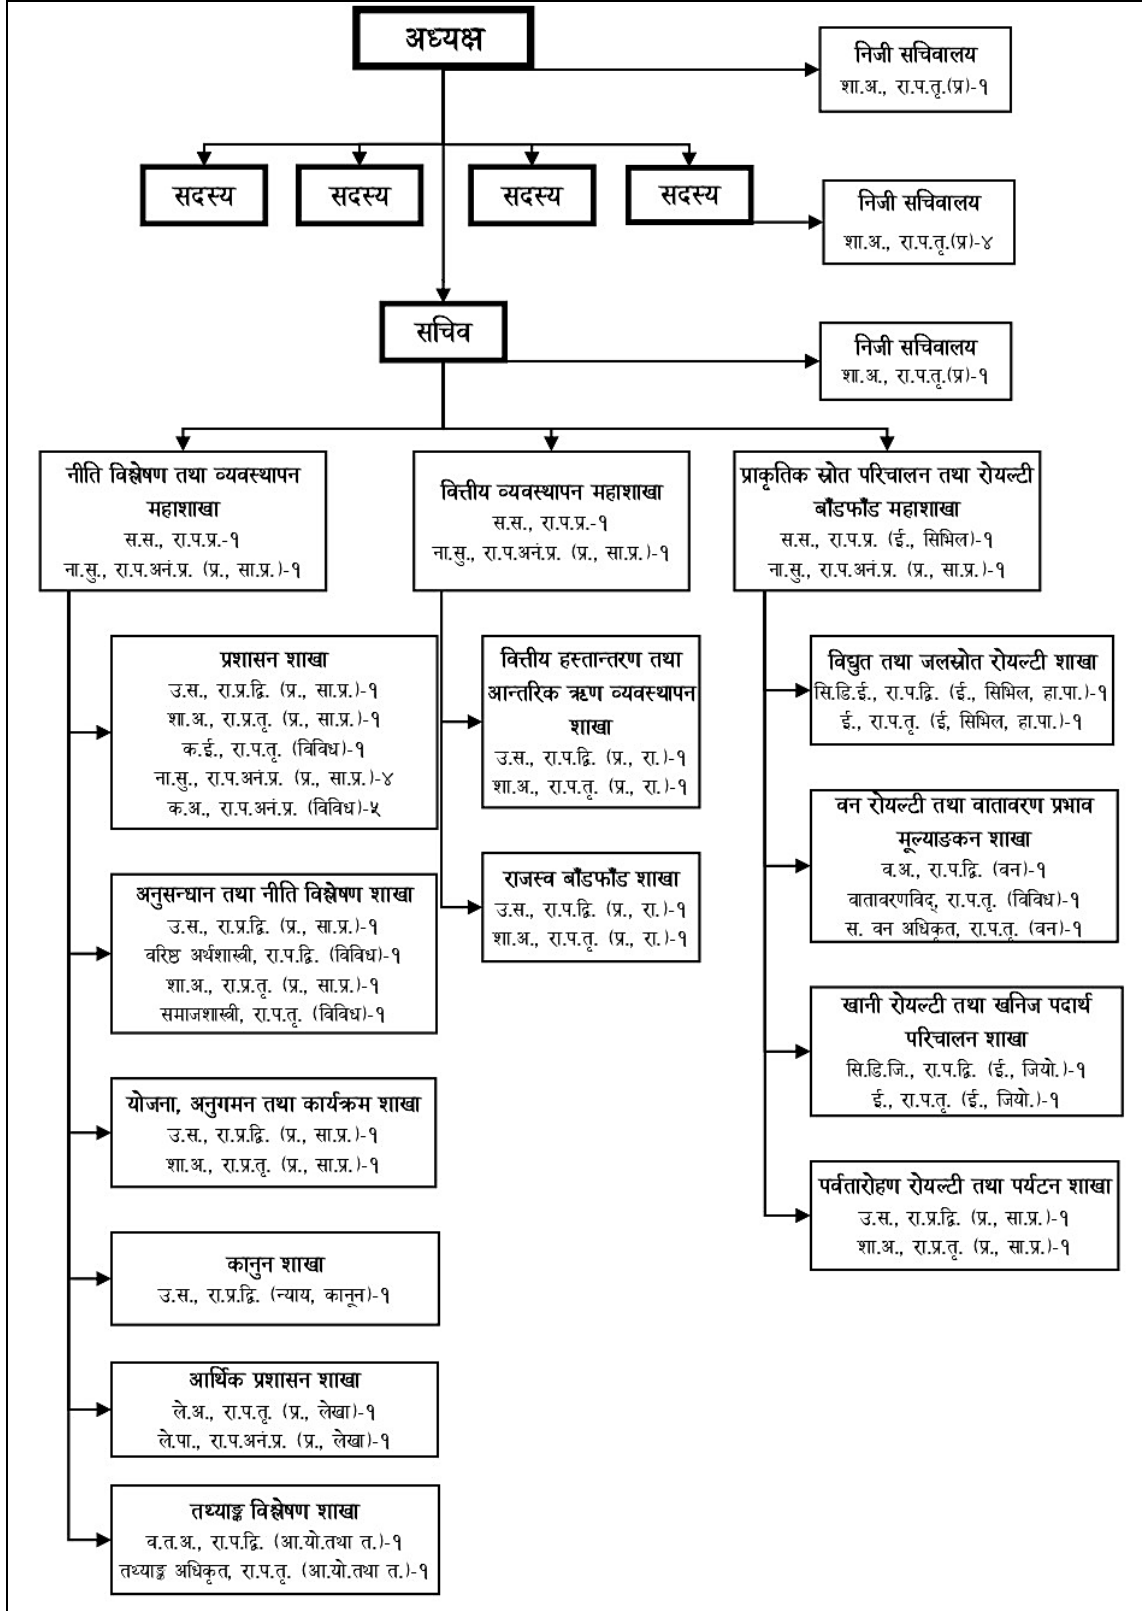 अध्यक्ष
निजी सचिवालय
शा.अ., रा.प.तृ.(प्र)-१
सदस्य
सदस्य
सदस्य
सदस्य
निजी सचिवालय
शा.अ., रा.प.तृ.(प्र)-४
सचिव
निजी सचिवालय
शा.अ., रा.प.तृ.(प्र)-१
नीति विश्लेषण तथा व्यवस्थापन
महाशाखा
स.स., रा.प.प्र.-१
ना.सु., रा.प.अनं.प्र. (प्र., सा.प्र.)-१
वित्तीय व्यवस्थापन महाशाखा
स.स., रा.प.प्र.-१
ना.सु., रा.प.अनं.प्र. (प्र., सा.प्र.)-१
प्राकृतिक स्रोत परिचालन तथा रोयल्टी
बाँडफाँड महाशाखा
स.स., रा.प.प्र. (ई., सिभिल)-१
ना.सु., रा.प.अनं.प्र. (प्र., सा.प्र.)-१
प्रशासन शाखा
उ.स., रा.प्र.द्वि. (प्र., सा.प्र.)-१
शा.अ., रा.प्र.तृ. (प्र., सा.प्र.)-१
क.ई., रा.प.तृ. (विविध)-१
ना.सु., रा.प.अनं.प्र. (प्र., सा.प्र.)-४
क.अ., रा.प.अनं.प्र. (विविध)-५
अनुसन्धान तथा नीति विश्लेषण शाखा
उ.स., रा.प्र.द्वि. (प्र., सा.प्र.)-१
वरिष्ठ अर्थशास्त्री, रा.प.द्वि. (विविध)-१
शा.अ., रा.प्र.तृ. (प्र., सा.प्र.)-१
समाजशास्त्री, रा.प.तृ. (विविध)-१
योजना, अनुगमन तथा कार्यक्रम शाखा
उ.स., रा.प्र.द्वि. (प्र., सा.प्र.)-१
शा.अ., रा.प्र.तृ. (प्र., सा.प्र.)-१
कानुन शाखा
उ.स., रा.प्र.द्वि. (न्याय, कानून)-१
आर्थिक प्रशासन शाखा
ले.अ., रा.प.तृ. (प्र., लेखा)-१
ले.पा., रा.प.अनं.प्र. (प्र., लेखा)-१
तथ्याङ्क विश्लेषण शाखा
व.त.अ., रा.प.द्वि. (आ.यो.तथा त.)-१
तथ्याङ्क अधिकृत, रा.प.तृ. (आ.यो.तथा त.)-१
वित्तीय हस्तान्तरण तथा
आन्तरिक ऋण व्यवस्थापन
शाखा
उ.स., रा.प.द्वि. (प्र., रा.)-१
शा.अ., रा.प.तृ. (प्र., रा.)-१
राजस्व बाँडफाँड शाखा
उ.स., रा.प.द्वि. (प्र., रा.)-१
शा.अ., रा.प.तृ. (प्र., रा.)-१
विद्युत तथा जलस्रोत रोयल्टी शाखा
सि.डि.ई., रा.प.द्वि. (ई., सिभिल, हा.पा.)-१
ई., रा.प.तृ. (ई, सिभिल, हा.पा.)-१
वन रोयल्टी तथा वातावरण प्रभाव
मूल्याङकन शाखा
व.अ., रा.प.द्वि. (वन)-१
वातावरणविद्, रा.प.तृ. (विविध)-१
स. वन अधिकृत, रा.प.तृ. (वन)-१
खानी रोयल्टी तथा खनिज पदार्थ
परिचालन शाखा
सि.डि.जि., रा.प.द्वि. (ई., जियो.)-१
ई., रा.प.तृ. (ई., जियो.)-१
पर्वतारोहण रोयल्टी तथा पर्यटन शाखा
उ.स., रा.प्र.द्वि. (प्र., सा.प्र.)-१
शा.अ., रा.प्र.तृ. (प्र., सा.प्र.)-१